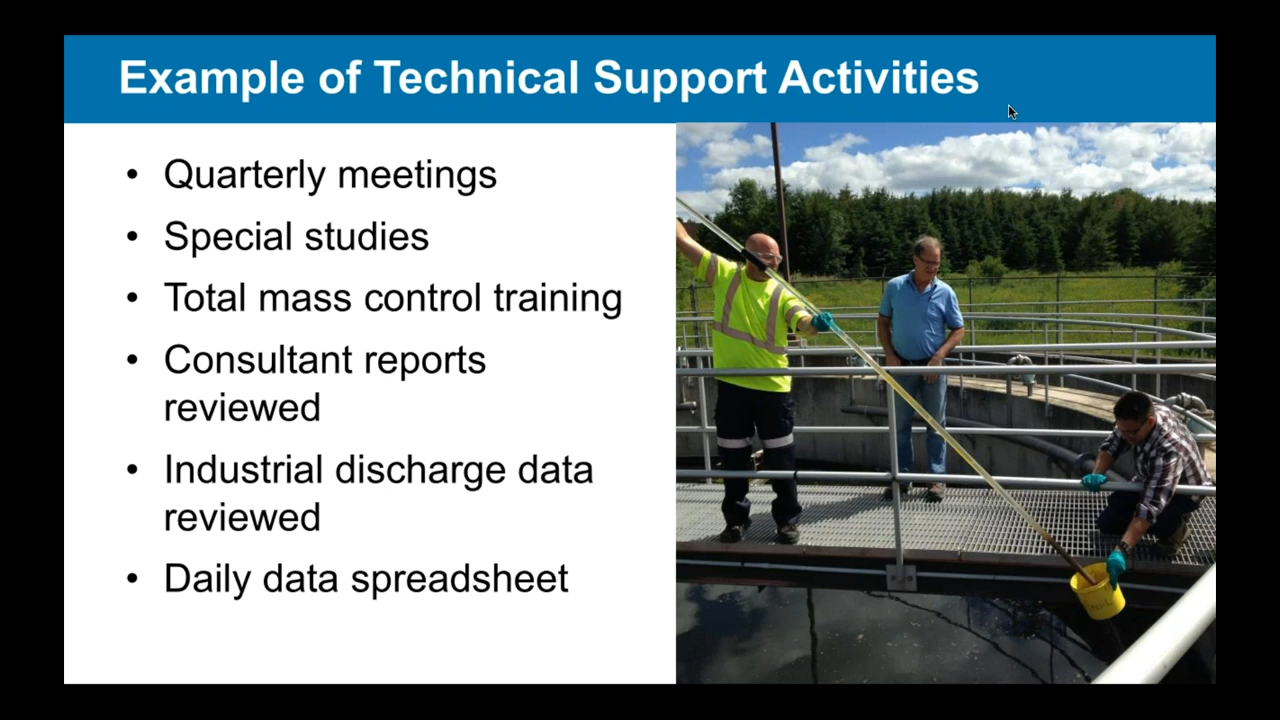 Example of Technical Support Activities
• Quarterly meetings
• Special studies
• Total mass control training
• Consultant reports
reviewed
• Industrial discharge data
reviewed
• Daily data spreadsheet